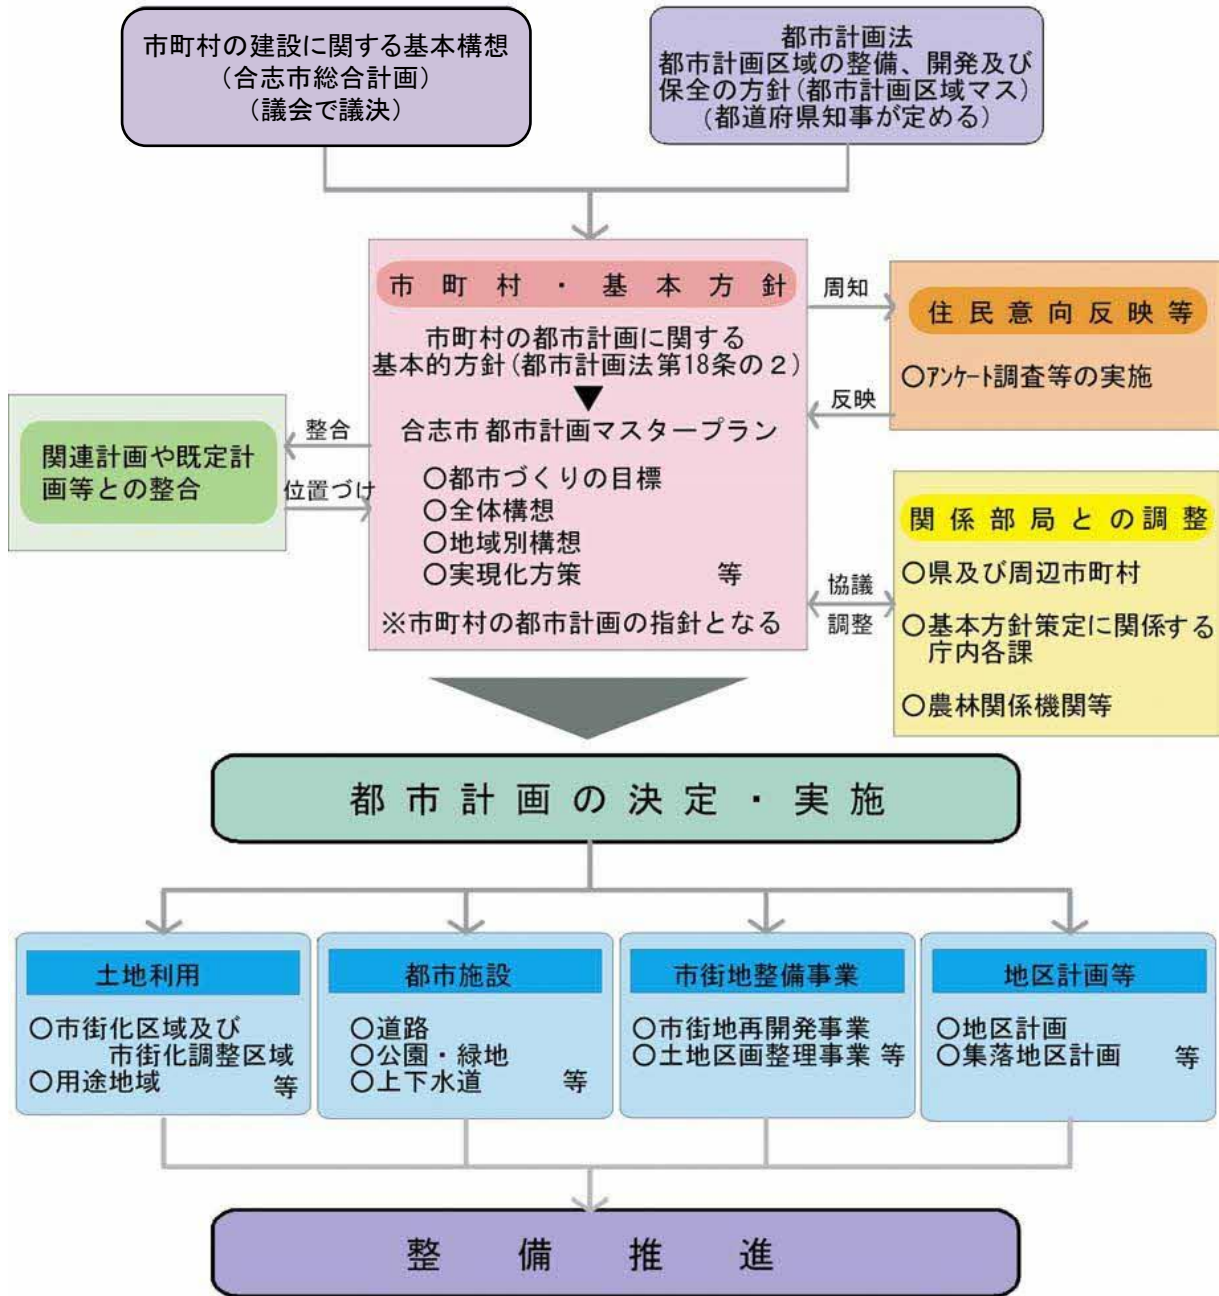 市町村の建設に関する基本構想
(合志市総合計画)
(議会で議決)
都市計画法
都市計画区域の整備、開発及び
保全の方針(都市計画区域マス)
(都道府県知事が定める)
市町村・基本方針
市町村の都市計画に関する
基本的方針(都市計画法第18条の2)
▼
合志市都市計画マスタープラン
○都市づくりの目標
○全体構想
○地域別構想
○実現化方策 等
※市町村の都市計画の指針となる
周知
反映
住民意向反映等
○アンケート調査等の実施
整合
位置づけ
関連計画や既定計
画等との整合
協議
調整
関係部局との調整
○県及び周辺市町村
○基本方針策定に関係する
庁内各課
○農林関係機関等
都市計画の決定・実施
土地利用
○市街化区域及び
市街化調整区域
○用途地域 等
都市施設
○道路
○公園・緑地
○上下水道 等
市街地整備事業
○市街地再開発事業
○土地区画整理事業 等
地区計画等
○地区計画
○集落地区計画 等
整備推進